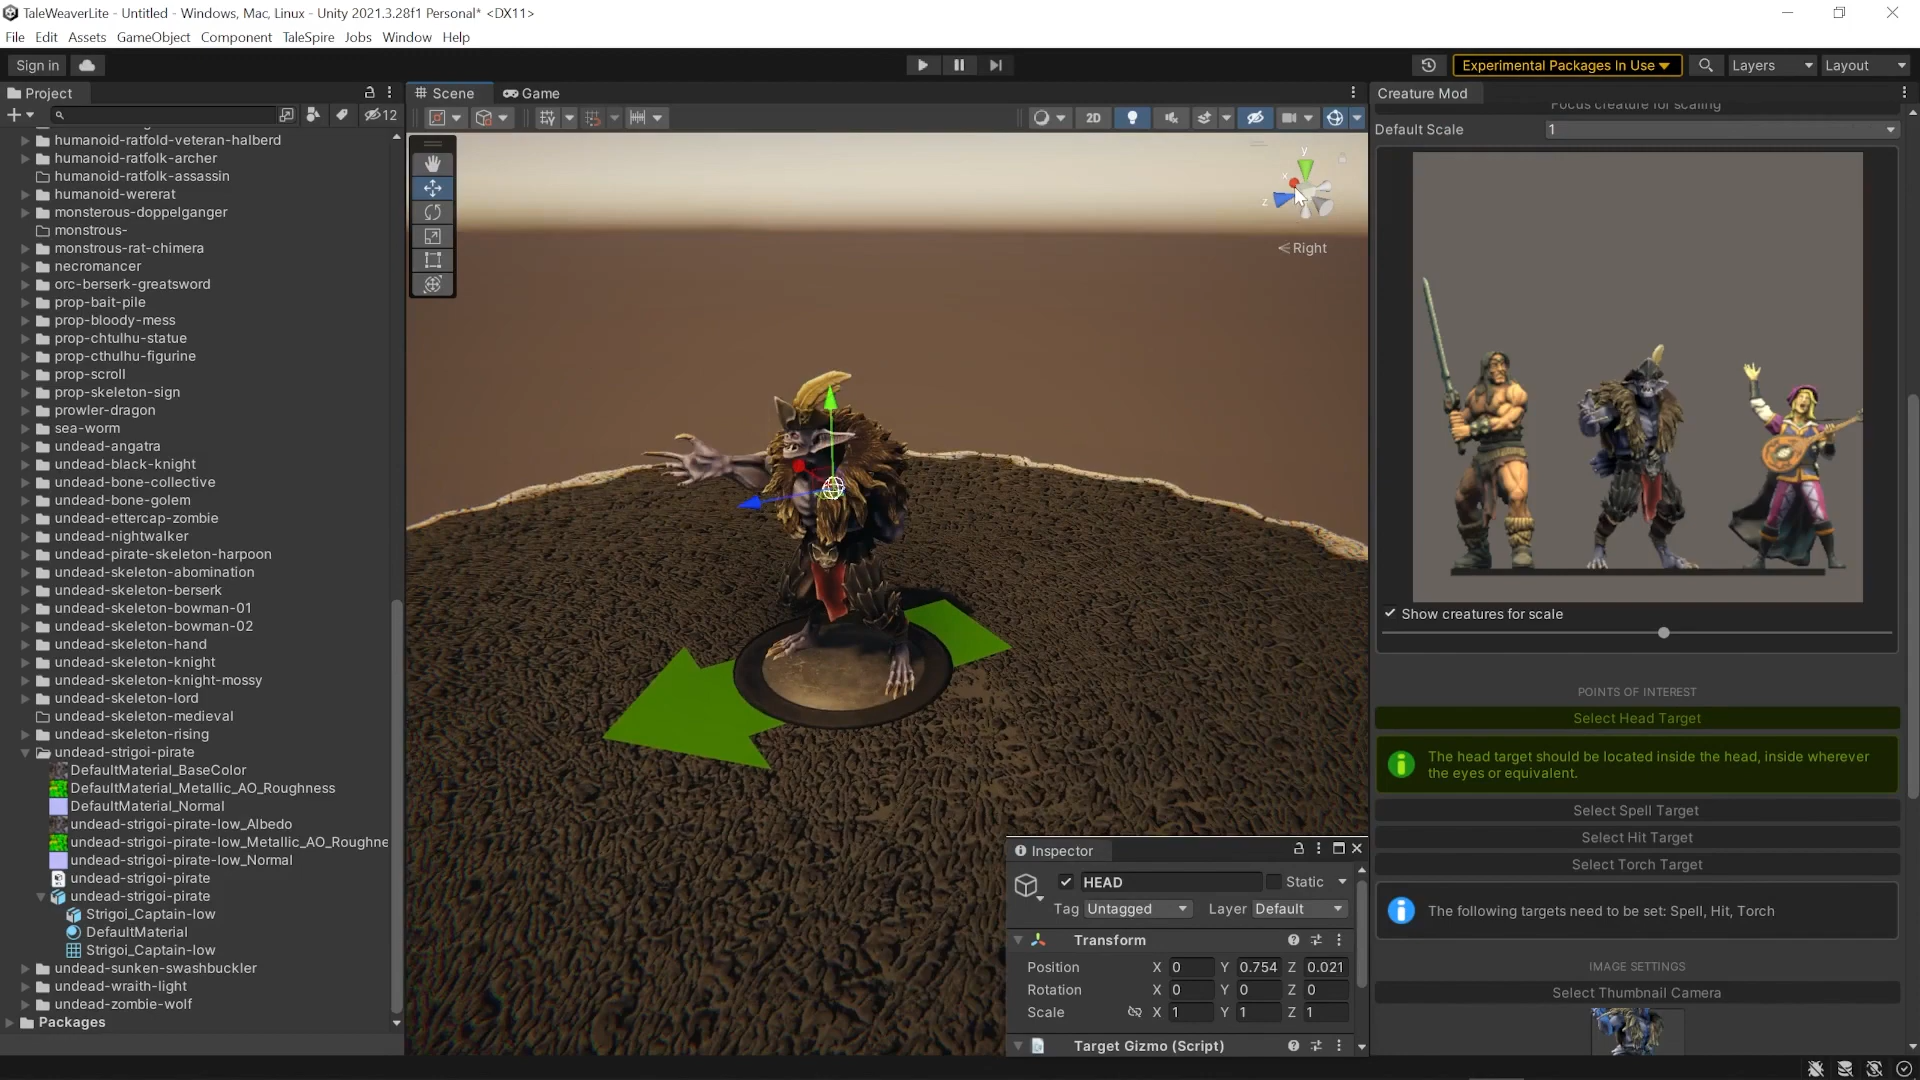 TaleWeaverLite - Untitled - Windows, Mac, Linux - Unity 2021.3.28f1 Personal* <DX11>
File Edit Assets GameObject Component TaleSpire Jobs Window Help
Sign in
Experimental Packages In Use
Layers
Layout
Project
12
humanoid-ratfold-veteran-halberd
humanoid-ratfolk-archer
humanoid-ratfolk-assassin
humanoid-wererat
monsterous-doppelganger
monstrous-
monstrous-rat-chimera
necromancer
orc-berserk-greatsword
prop-bait-pile
prop-bloody-mess
prop-chtulhu-statue
prop-cthulhu-figurine
prop-scroll
prop-skeleton-sign
prowler-dragon
sea-worm
undead-angatra
undead-black-knight
undead-bone-collective
undead-bone-golem
undead-ettercap-zombie
undead-nightwalker
undead-pirate-skeleton-harpoon
undead-skeleton-abomination
undead-skeleton-berserk
undead-skeleton-bowman-01
undead-skeleton-bowman-02
undead-skeleton-hand
undead-skeleton-knight
undead-skeleton-knight-mossy
undead-skeleton-lord
undead-skeleton-medieval
undead-skeleton-rising
undead-strigoi-pirate
DefaultMaterial_BaseColor
DefaultMaterial_Metallic_AO_Roughness
DefaultMaterial_Normal
undead-strigoi-pirate-low_Albedo
undead-strigoi-pirate-low_Metallic_AO_Roughne
undead-strigoi-pirate-low_Normal
undead-strigoi-pirate
undead-strigoi-pirate
Strigoi_Captain-low
DefaultMaterial
Strigoi_Captain-low
undead-sunken-swashbuckler
undead-wraith-light
undead-zombie-wolf
Packages
Scene
Game
2D
y
x
z
Right
Inspector
HEAD
Static
Tag Untagged Layer Default
Transform
Position X 0 Y 0.754 Z 0.021
Rotation X 0 Y 0 Z 0
Scale X 1 Y 1 Z 1
Target Gizmo (Script)
Creature Mod
Focus creature for scaling
Default Scale 1
Show creatures for scale
POINTS OF INTEREST
Select Head Target
The head target should be located inside the head, inside wherever
the eyes or equivalent.
Select Spell Target
Select Hit Target
Select Torch Target
The following targets need to be set: Spell, Hit, Torch
IMAGE SETTINGS
Select Thumbnail Camera